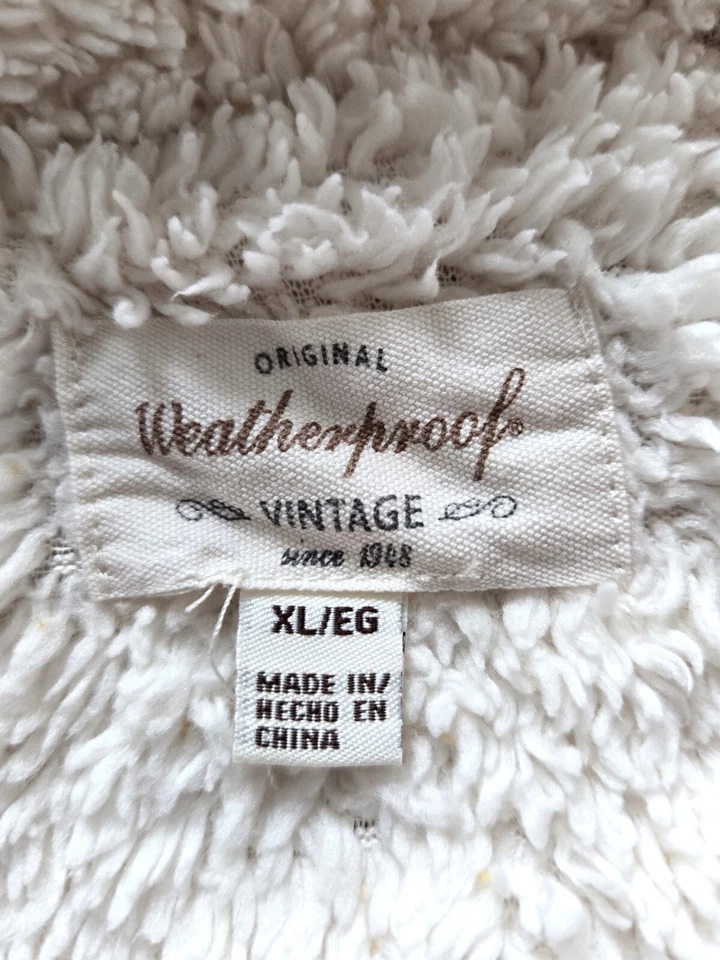 ORIGINAL
Weatherproof®
VINTAGE
since 1948
XL/EG
MADE IN/
HECHO EN
CHINA